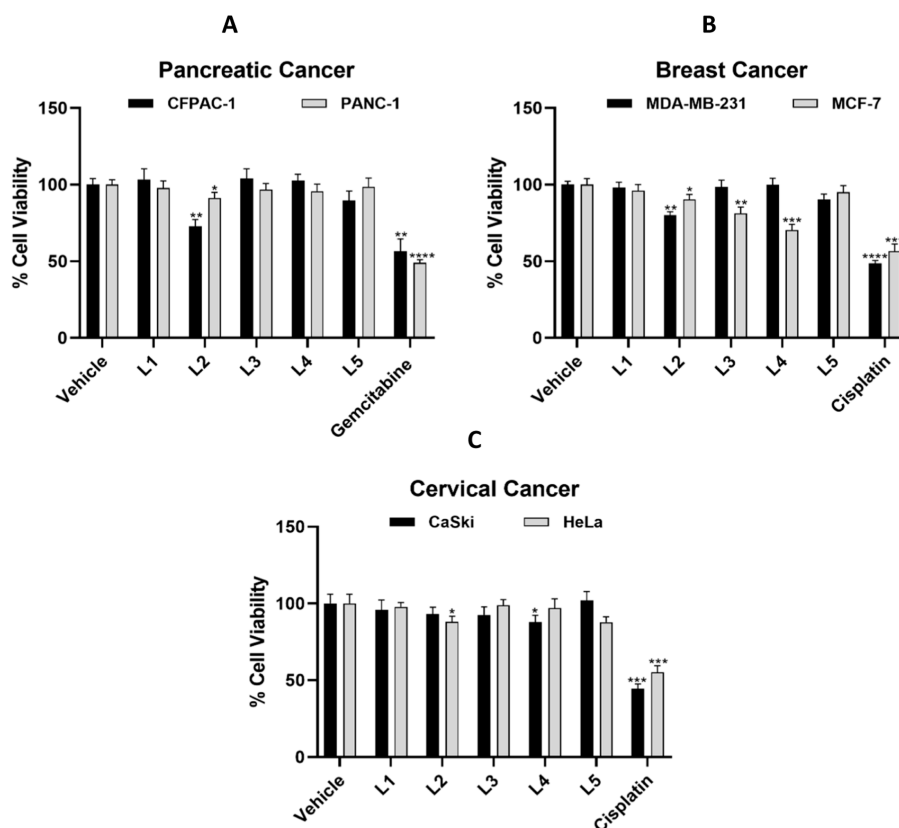 A
Pancreatic Cancer
CFPAC-1 PANC-1
% Cell Viability
150
100
50
0
** * ** ****
Vehicle L1 L2 L3 L4 L5 Gemcitabine
B
Breast Cancer
MDA-MB-231 MCF-7
% Cell Viability
150
100
50
0
** * ** *** **** ***
Vehicle L1 L2 L3 L4 L5 Cisplatin
C
Cervical Cancer
CaSki HeLa
% Cell Viability
150
100
50
0
* * *** ***
Vehicle L1 L2 L3 L4 L5 Cisplatin